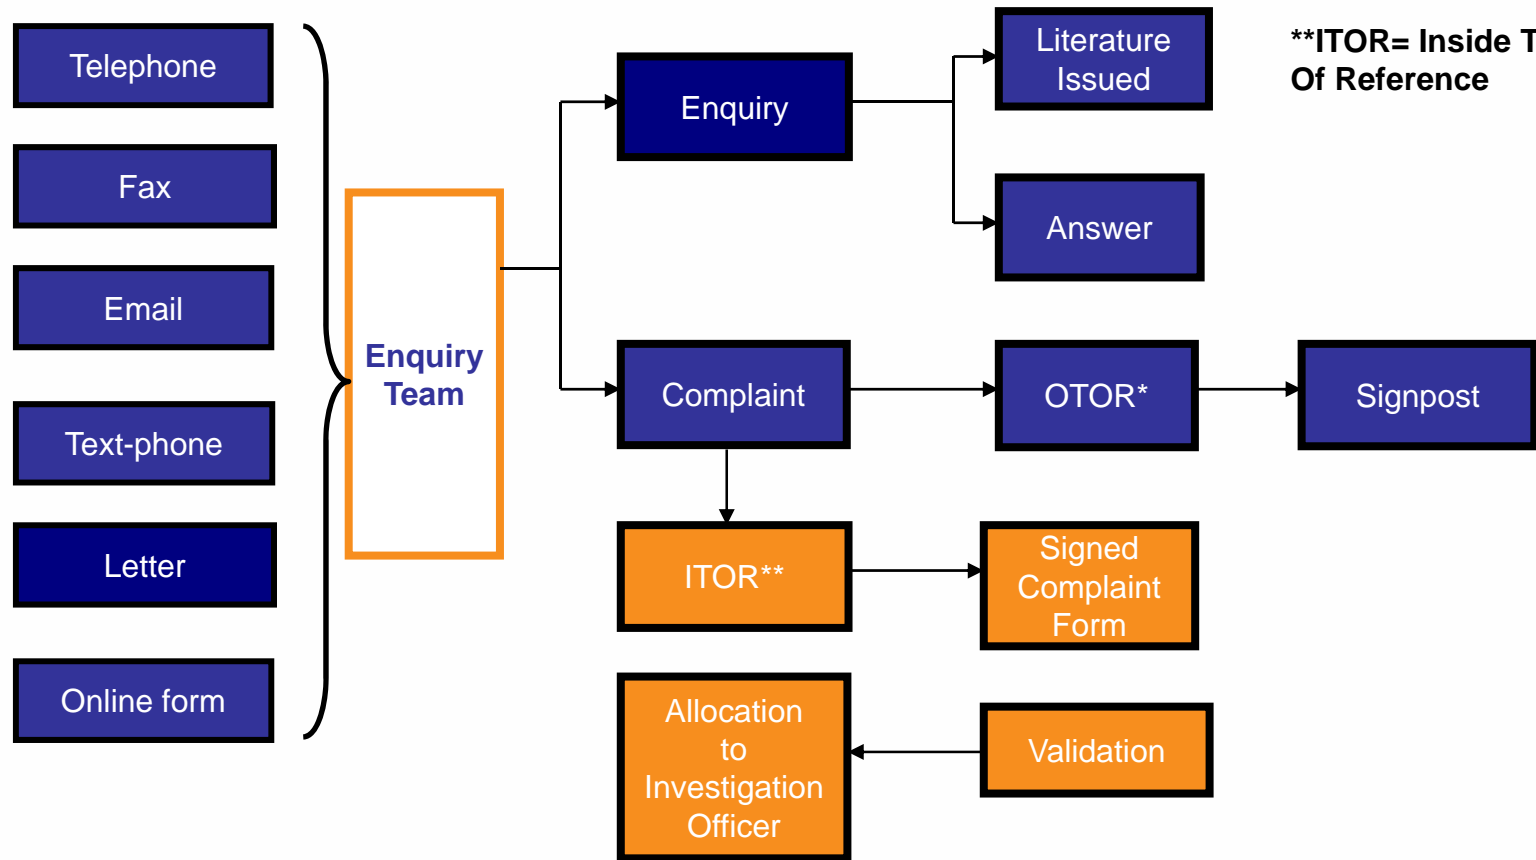 Telephone
Fax
Email
Text-phone
Letter
Online form
Enquiry
Team
Enquiry
Literature
Issued
Answer
Complaint
OTOR*
Signpost
ITOR**
Signed
Complaint
Form
Validation
Allocation
to
Investigation
Officer
**ITOR= Inside T
Of Reference